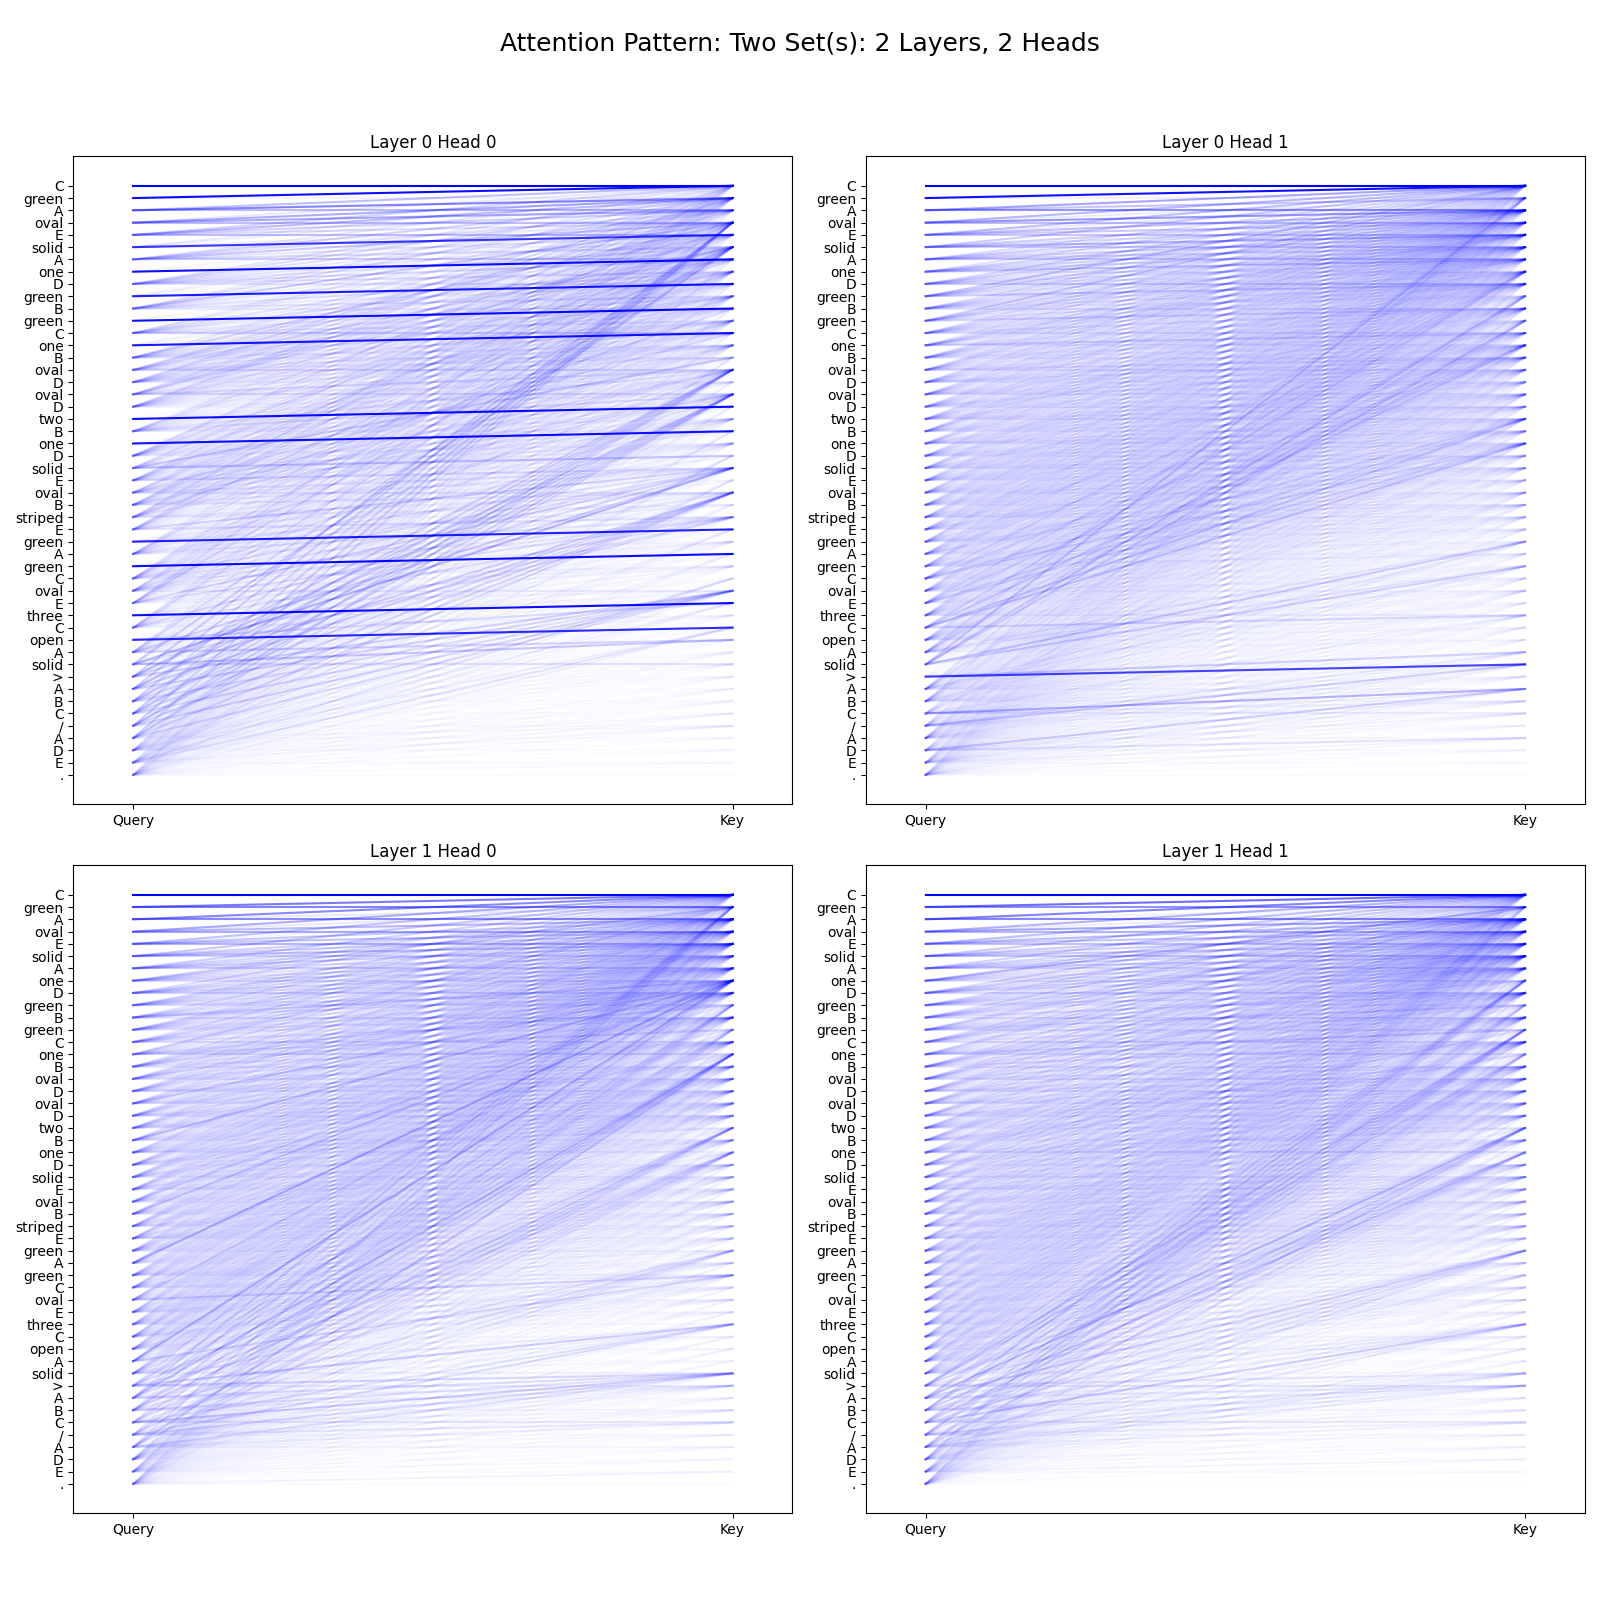 Attention Pattern: Two Set(s): 2 Layers, 2 Heads
Layer 0 Head 0
C
green
A
oval
E
solid
A
one
D
green
B
green
C
one
B
oval
D
oval
D
two
B
one
D
solid
E
oval
B
striped
E
green
A
green
C
oval
E
three
C
open
A
solid
>
A
B
C
/
A
D
E
.
Query Key
Layer 0 Head 1
C
green
A
oval
E
solid
A
one
D
green
B
green
C
one
B
oval
D
oval
D
two
B
one
D
solid
E
oval
B
striped
E
green
A
green
C
oval
E
three
C
open
A
solid
>
A
B
C
/
A
D
E
.
Query Key
Layer 1 Head 0
C
green
A
oval
E
solid
A
one
D
green
B
green
C
one
B
oval
D
oval
D
two
B
one
D
solid
E
oval
B
striped
E
green
A
green
C
oval
E
three
C
open
A
solid
>
A
B
C
/
A
D
E
.
Query Key
Layer 1 Head 1
C
green
A
oval
E
solid
A
one
D
green
B
green
C
one
B
oval
D
oval
D
two
B
one
D
solid
E
oval
B
striped
E
green
A
green
C
oval
E
three
C
open
A
solid
>
A
B
C
/
A
D
E
.
Query Key